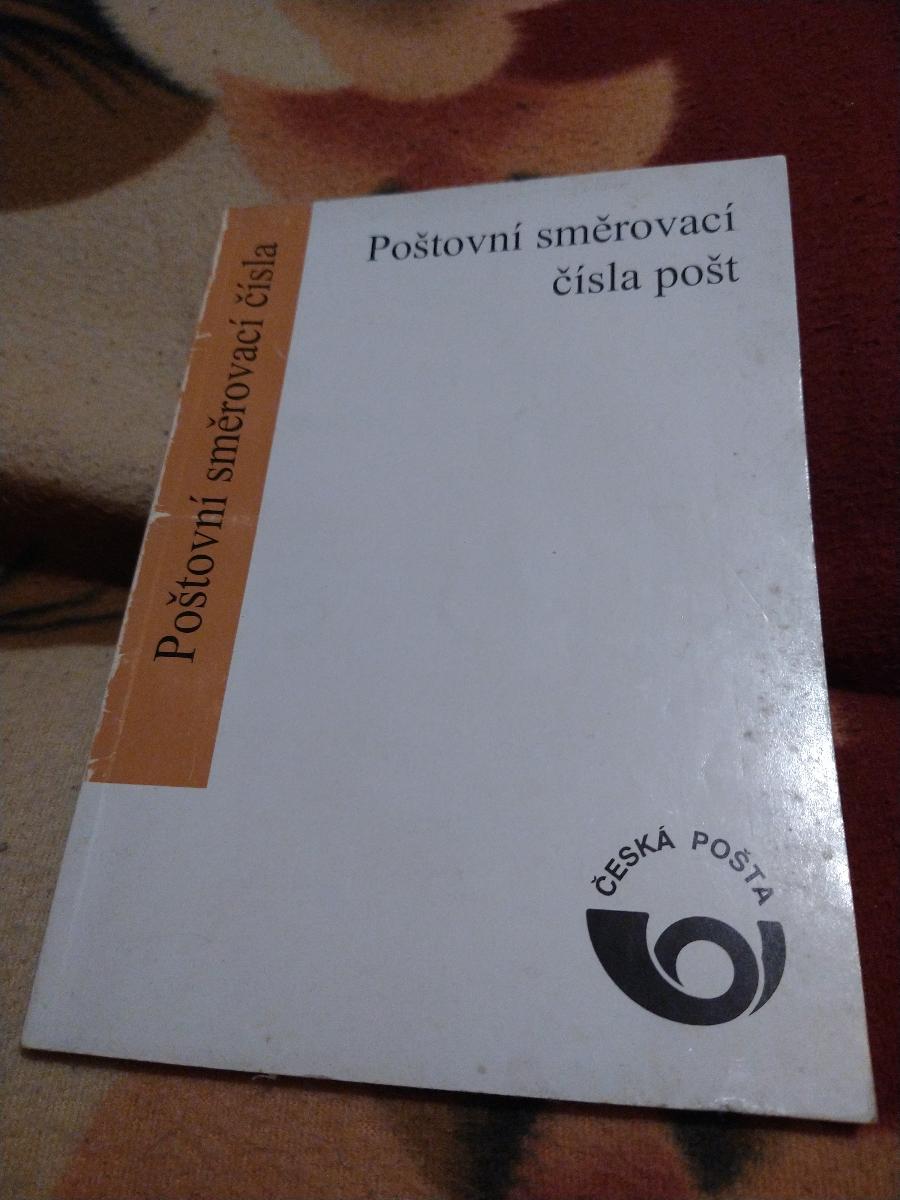 Poštovní směrovací
čísla pošt
Poštovní směrovací čísla
ČESKÁ POŠTA